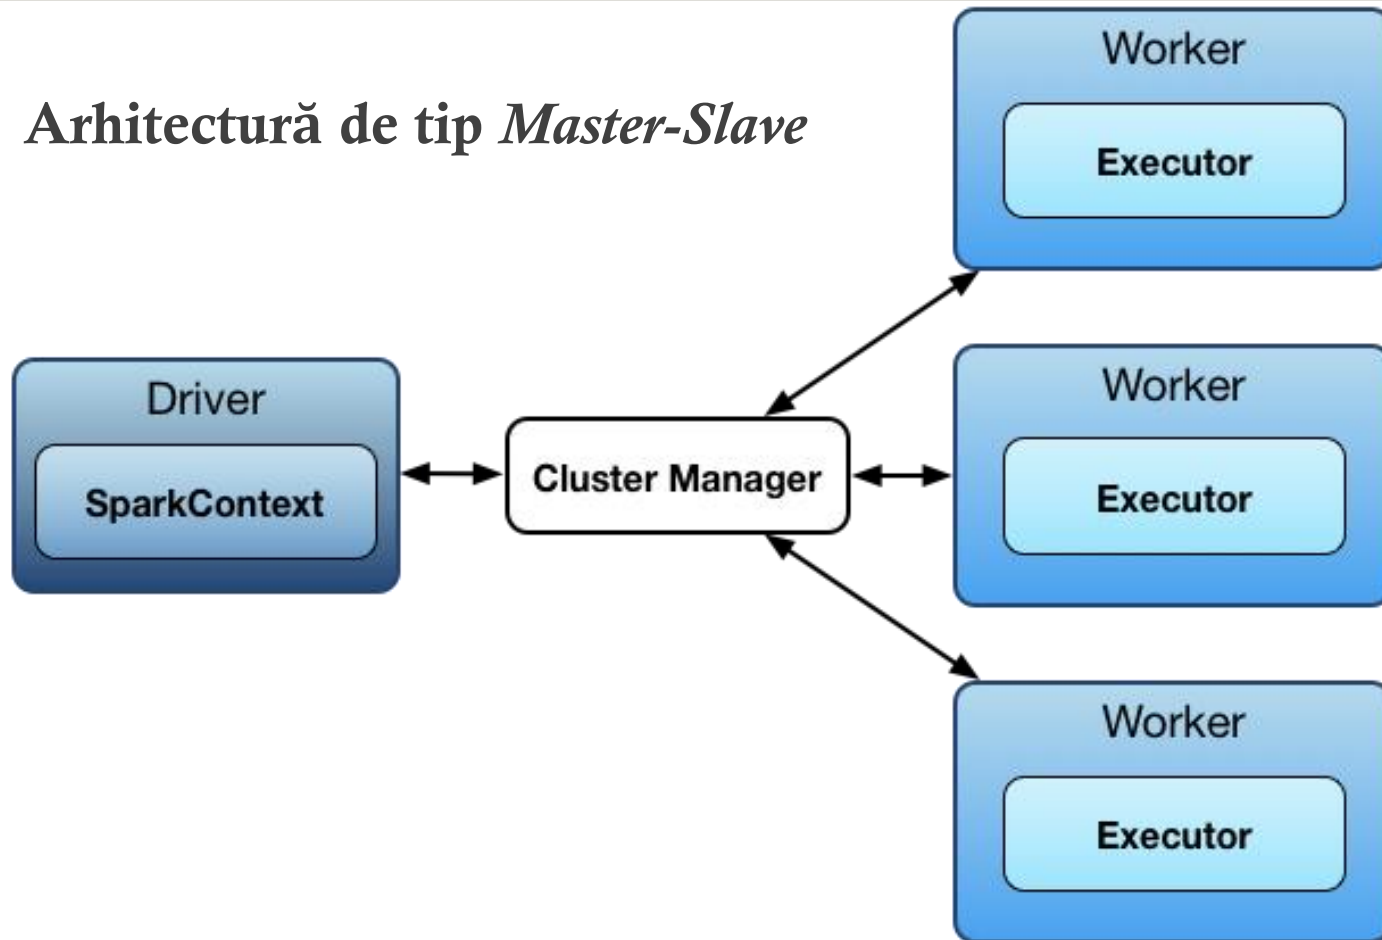 Arhitectură de tip Master-Slave
Worker
Executor
Driver
SparkContext
Cluster Manager
Worker
Executor
Worker
Executor